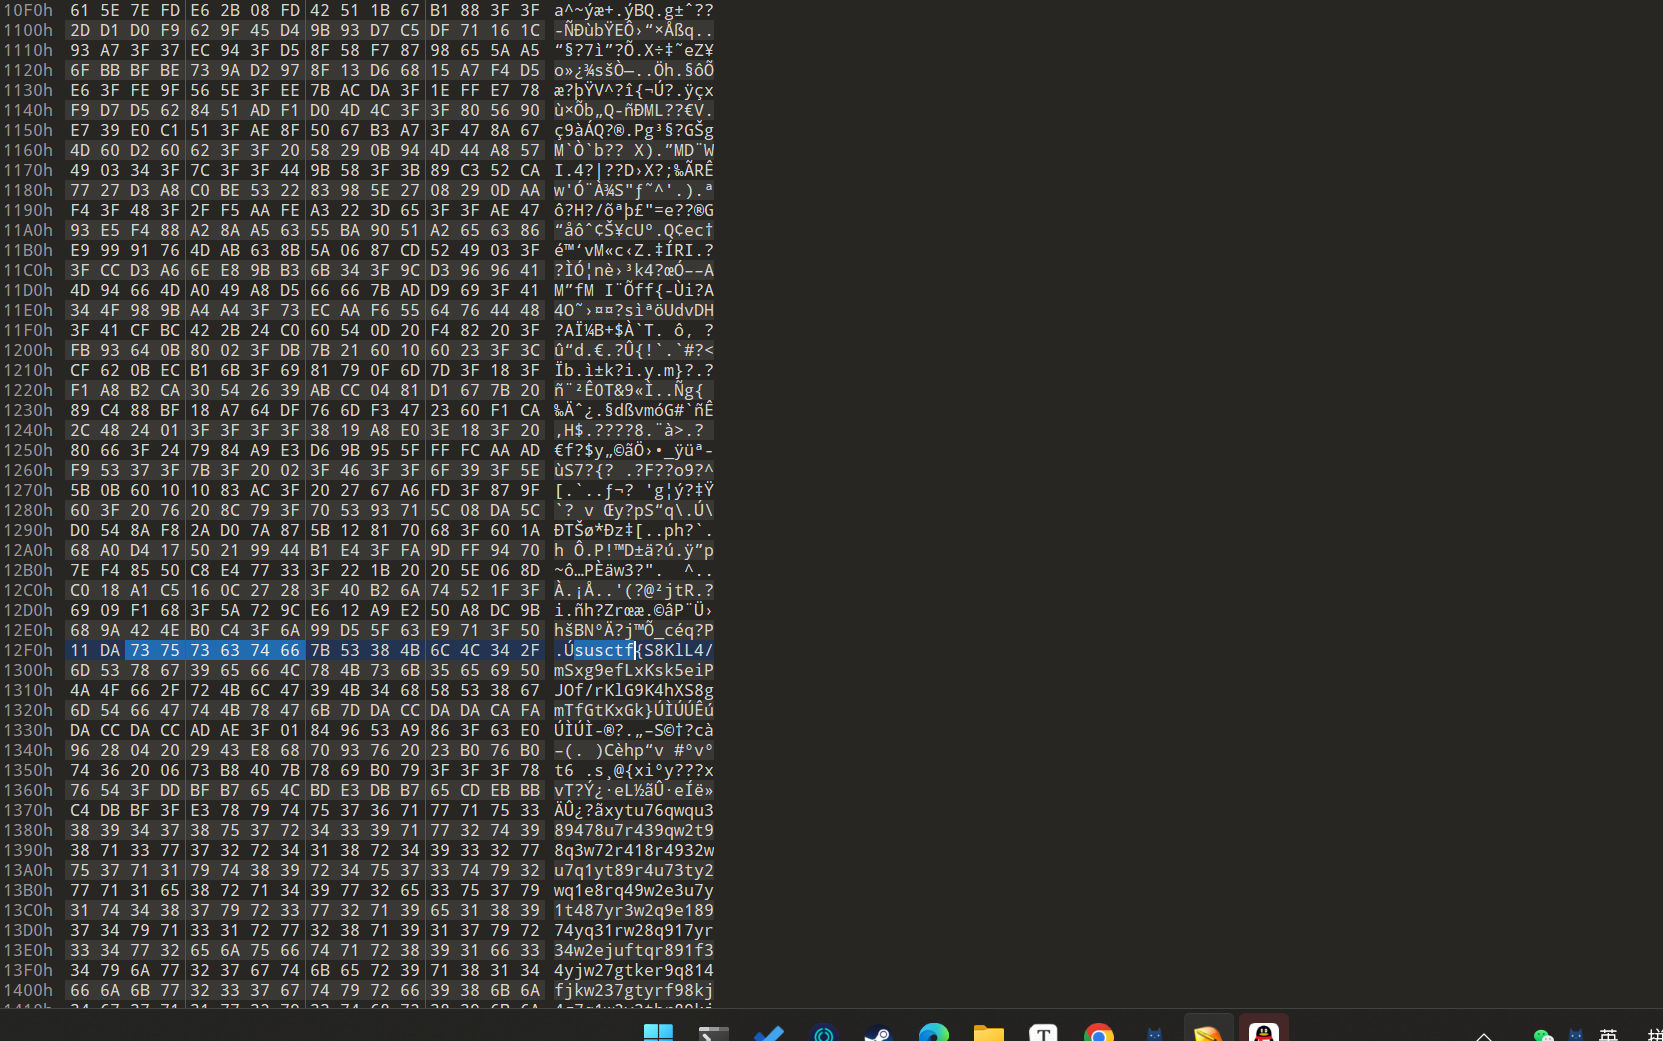 10F0h 61 5E 7E FD E6 2B 08 FD 42 51 1B 67 B1 88 3F 3F a^~ýæ+.ýBQ.g±ˆ??
1100h 2D D1 D0 F9 62 9F 45 D4 9B 93 D7 C5 DF 71 16 1C -ÑÐùbŸEÔ›“×Åßq..
1110h 93 A7 3F 37 EC 94 3F D5 8F 58 F7 87 98 65 5A A5 “§?7ì”?Õ.X÷‡˜eZ¥
1120h 6F BB BF BE 73 9A D2 97 8F 13 D6 68 15 A7 F4 D5 o»¿¾sšÒ—..Öh.§ôÕ
1130h E6 3F FE 9F 56 5E 3F EE 7B AC DA 3F 1E FF E7 78 æ?þŸV^?î{¬Ú?.ÿçx
1140h F9 D7 D5 62 84 51 AD F1 D0 4D 4C 3F 3F 80 56 90 ù×Õb„Q-ñÐML??€V.
1150h E7 39 E0 C1 51 3F AE 8F 50 67 B3 A7 3F 47 8A 67 ç9àÁQ?®.Pg³§?GŠg
1160h 4D 60 D2 60 62 3F 3F 20 58 29 0B 94 4D 44 A8 57 M`Ò`b?? X).”MD¨W
1170h 49 03 34 3F 7C 3F 3F 44 9B 58 3F 3B 89 C3 52 CA I.4?|??D›X?;‰ÃRÊ
1180h 77 27 D3 A8 C0 BE 53 22 83 98 5E 27 08 29 0D AA w'Ó¨À¾S"ƒ˜^'.).ª
1190h F4 3F 48 3F 2F F5 AA FE A3 22 3D 65 3F 3F AE 47 ô?H?/õªþ£"=e??®G
11A0h 93 E5 F4 88 A2 8A A5 63 55 BA 90 51 A2 65 63 86 “åôˆ¢Š¥cUº.Q¢ec†
11B0h E9 99 91 76 4D AB 63 8B 5A 06 87 CD 52 49 03 3F é™‘vM«c‹Z.‡ÍRI.?
11C0h 3F CC D3 A6 6E E8 9B B3 6B 34 3F 9C D3 96 96 41 ?ÌÓ¦nè›³k4?œÓ––A
11D0h 4D 94 66 4D A0 49 A8 D5 66 66 7B AD D9 69 3F 41 M”fM I¨Õff{-Ùi?A
11E0h 34 4F 98 9B A4 A4 3F 73 EC AA F6 55 64 76 44 48 4O˜›¤¤?sìªöUdvDH
11F0h 3F 41 CF BC 42 2B 24 C0 60 54 0D 20 F4 82 20 3F ?AÏ¼B+$À`T. ô‚ ?
1200h FB 93 64 0B 80 02 3F DB 7B 21 60 10 60 23 3F 3C û“d.€.?Û{!`.`#?<
1210h CF 62 0B EC B1 6B 3F 69 81 79 0F 6D 7D 3F 18 3F Ïb.ì±k?i.y.m}?.?
1220h F1 A8 B2 CA 30 54 26 39 AB CC 04 81 D1 67 7B 20 ñ¨²Ê0T&9«Ì..Ñg{
1230h 89 C4 88 BF 18 A7 64 DF 76 6D F3 47 23 60 F1 CA ‰Äˆ¿.§dßvmóG#`ñÊ
1240h 2C 48 24 01 3F 3F 3F 3F 38 19 A8 E0 3E 18 3F 20 ,H$.????8.¨à>.?
1250h 80 66 3F 24 79 84 A9 E3 D6 9B 95 5F FF FC AA AD €f?$y„©ãÖ›•_ÿüª-
1260h F9 53 37 3F 7B 3F 20 02 3F 46 3F 3F 6F 39 3F 5E ùS7?{? .?F??o9?^
1270h 5B 0B 60 10 10 83 AC 3F 20 27 67 A6 FD 3F 87 9F [.`..ƒ¬? 'g¦ý?‡Ÿ
1280h 60 3F 20 76 20 8C 79 3F 70 53 93 71 5C 08 DA 5C `? v Œy?pS“q\.Ú\
1290h D0 54 8A F8 2A D0 7A 87 5B 12 81 70 68 3F 60 1A ÐTŠø*Ðz‡[..ph?`.
12A0h 68 A0 D4 17 50 21 99 44 B1 E4 3F FA 9D FF 94 70 h Ô.P!™D±ä?ú.ÿ”p
12B0h 7E F4 85 50 C8 E4 77 33 3F 22 1B 20 20 5E 06 8D ~ô…PÈäw3?".  ^..
12C0h C0 18 A1 C5 16 0C 27 28 3F 40 B2 6A 74 52 1F 3F À.¡Å..'(?@²jtR.?
12D0h 69 09 F1 68 3F 5A 72 9C E6 12 A9 E2 50 A8 DC 9B i.ñh?Zrœæ.©âP¨Ü›
12E0h 68 9A 42 4E B0 C4 3F 6A 99 D5 5F 63 E9 71 3F 50 hšBN°Ä?j™Õ_céq?P
12F0h 11 DA 73 75 73 63 74 66 7B 53 38 4B 6C 4C 34 2F .Úsusctf{S8KlL4/
1300h 6D 53 78 67 39 65 66 4C 78 4B 73 6B 35 65 69 50 mSxg9efLxKsk5eiP
1310h 4A 4F 66 2F 72 4B 6C 47 39 4B 34 68 58 53 38 67 JOf/rKlG9K4hXS8g
1320h 6D 54 66 47 74 4B 78 47 6B 7D DA CC DA DA CA FA mTfGtKxGk}ÚÌÚÚÊú
1330h DA CC DA CC AD AE 3F 01 84 96 53 A9 86 3F 63 E0 ÚÌÚÌ-®?.„–S©†?cà
1340h 96 28 04 20 29 43 E8 68 70 93 76 20 23 B0 76 B0 –(. )Cèhp“v #°v°
1350h 74 36 20 06 73 B8 40 7B 78 69 B0 79 3F 3F 3F 78 t6 .s¸@{xi°y???x
1360h 76 54 3F DD BF B7 65 4C BD E3 DB B7 65 CD EB BB vT?Ý¿·eL½ãÛ·eÍë»
1370h C4 DB BF 3F E3 78 79 74 75 37 36 71 77 71 75 33 ÄÛ¿?ãxytu76qwqu3
1380h 38 39 34 37 38 75 37 72 34 33 39 71 77 32 74 39 89478u7r439qw2t9
1390h 38 71 33 77 37 32 72 34 31 38 72 34 39 33 32 77 8q3w72r418r4932w
13A0h 75 37 71 31 79 74 38 39 72 34 75 37 33 74 79 32 u7q1yt89r4u73ty2
13B0h 77 71 31 65 38 72 71 34 39 77 32 65 33 75 37 79 wq1e8rq49w2e3u7y
13C0h 31 74 34 38 37 79 72 33 77 32 71 39 65 31 38 39 1t487yr3w2q9e189
13D0h 37 34 79 71 33 31 72 77 32 38 71 39 31 37 79 72 74yq31rw28q917yr
13E0h 33 34 77 32 65 6A 75 66 74 71 72 38 39 31 66 33 34w2ejuftqr891f3
13F0h 34 79 6A 77 32 37 67 74 6B 65 72 39 71 38 31 34 4yjw27gtker9q814
1400h 66 6A 6B 77 32 33 37 67 74 79 72 66 39 38 6B 6A fjkw237gtyrf98kj
英 拼